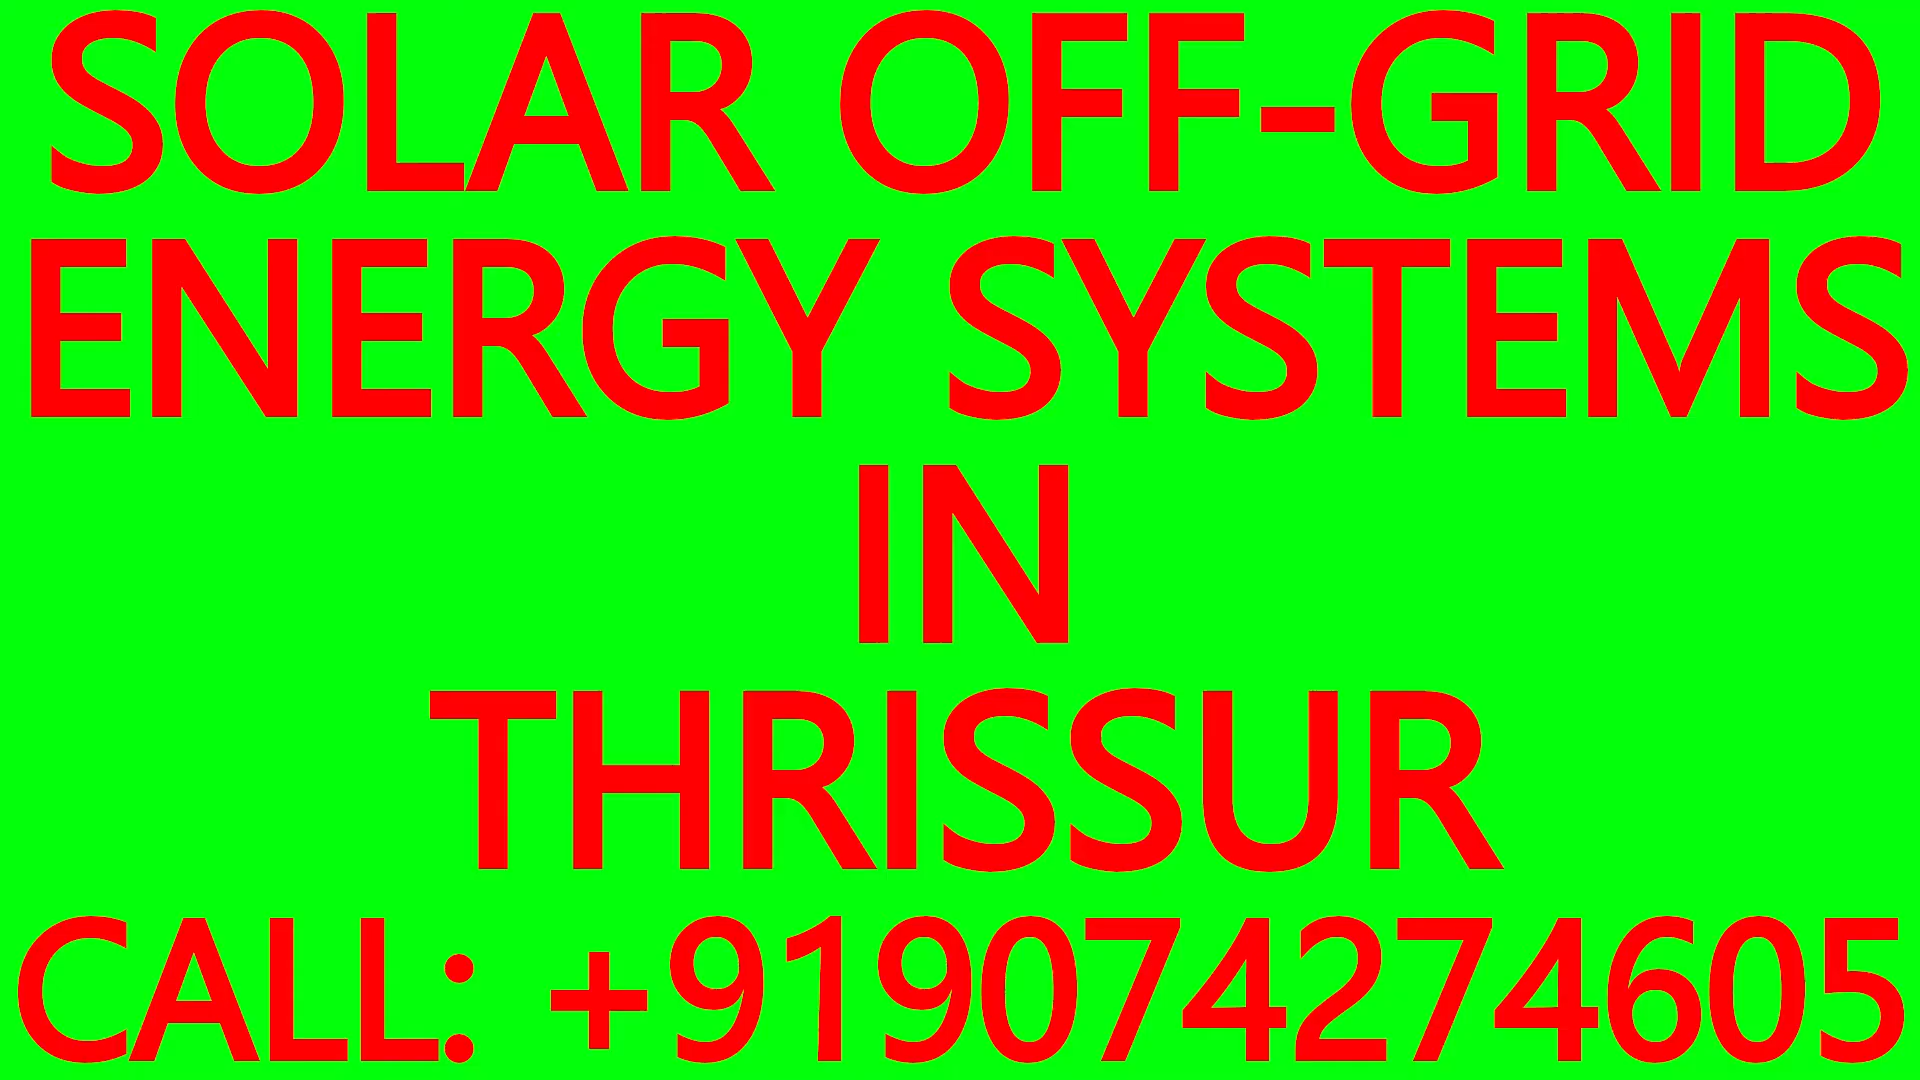 SOLAR OFF-GRID
ENERGY SYSTEMS
IN
THRISSUR
CALL: +919074274605